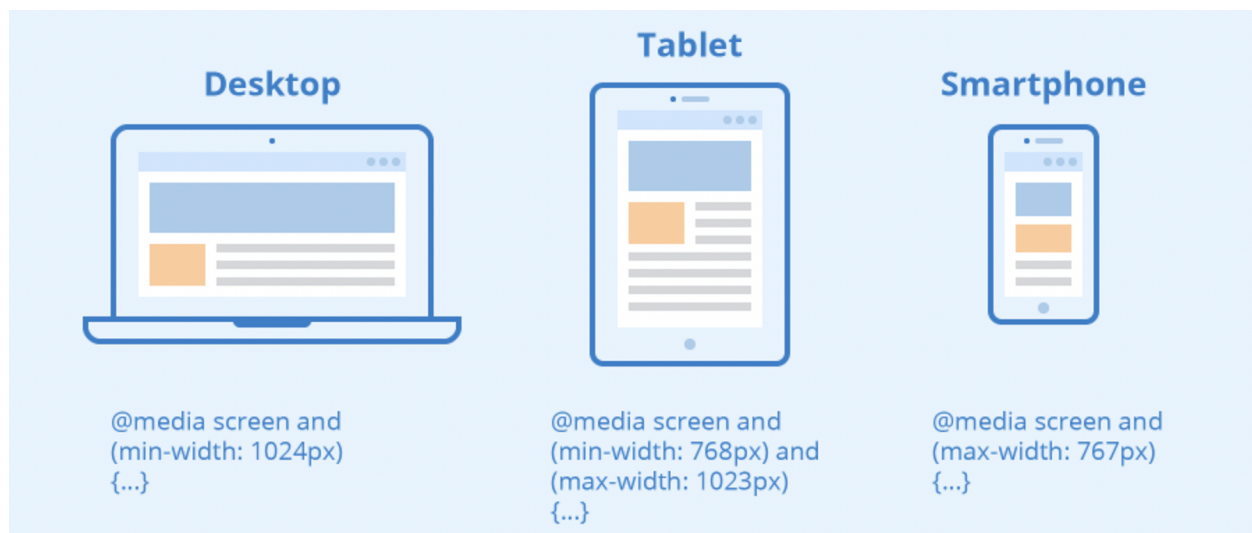 Desktop
@media screen and
(min-width: 1024px)
{...}
Tablet
@media screen and
(min-width: 768px) and
(max-width: 1023px)
{...}
Smartphone
@media screen and
(max-width: 767px)
{...}